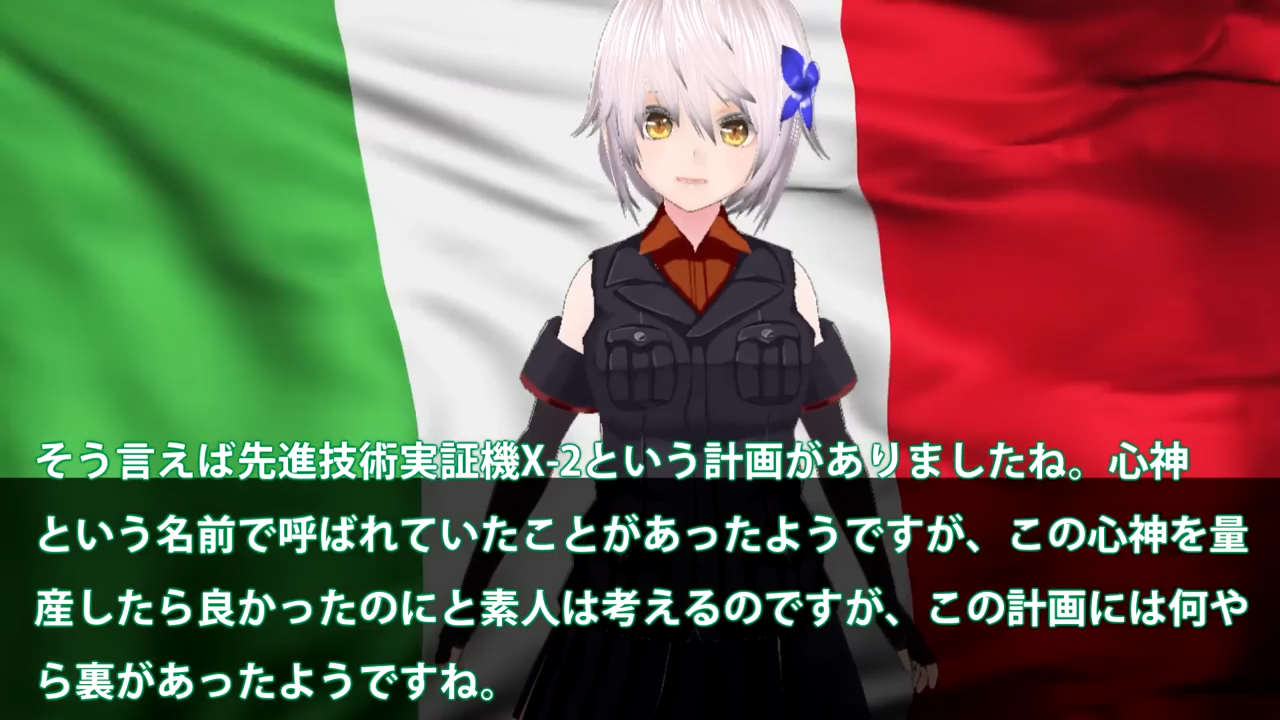 そう言えば先進技術実証機X-2という計画がありましたね。心神
という名前で呼ばれていたことがあったようですが、この心神を量
産したら良かったのにと素人は考えるのですが、この計画には何や
ら裏があったようですね。